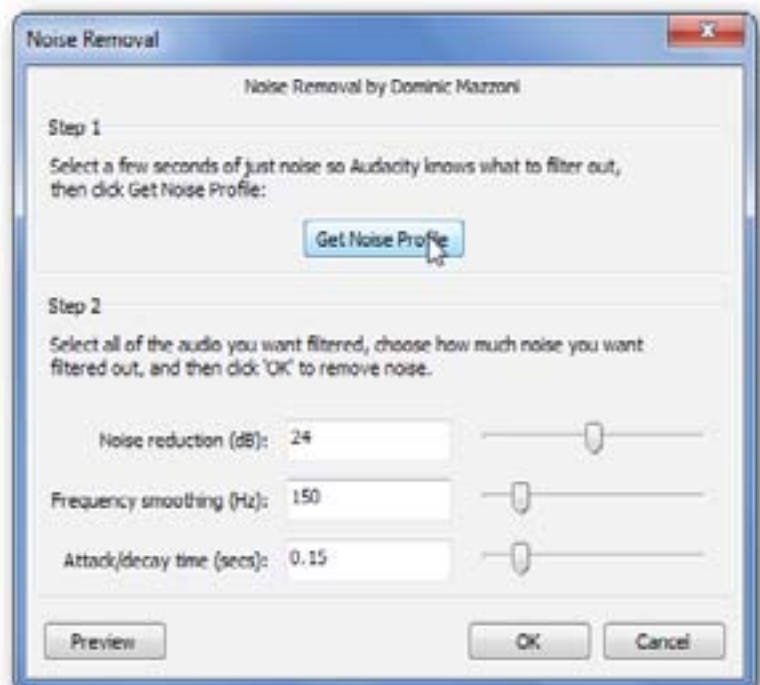 Noise Removal
Noise Removal by Dominic Mazzoni
Step 1
Select a few seconds of just noise so Audacity knows what to filter out,
then click Get Noise Profile:
Get Noise Profile
Step 2
Select all of the audio you want filtered, choose how much noise you want
filtered out, and then click 'OK' to remove noise.
Noise reduction (dB): 24
Frequency smoothing (Hz): 150
Attack/decay time (secs): 0.15
Preview OK Cancel